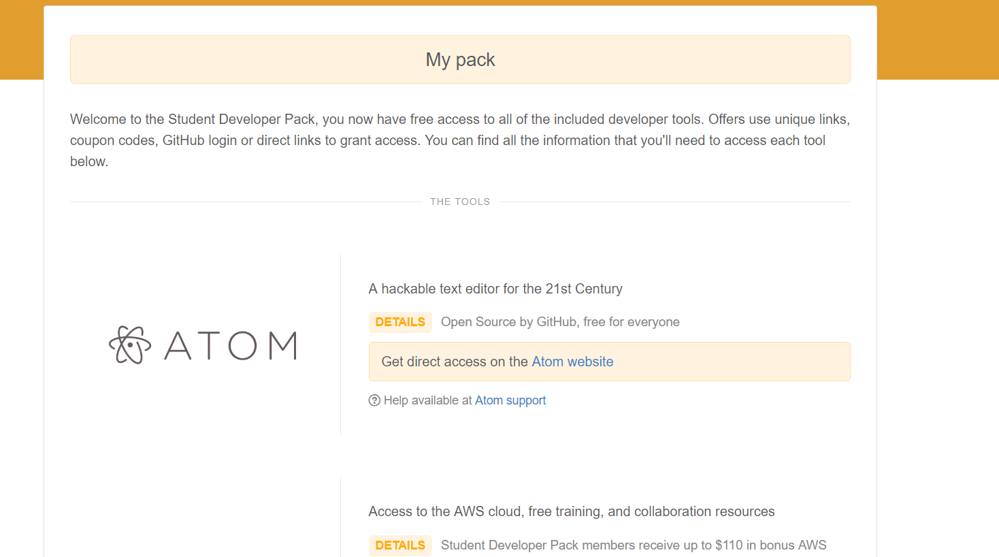 My pack
Welcome to the Student Developer Pack, you now have free access to all of the included developer tools. Offers use unique links,
coupon codes, GitHub login or direct links to grant access. You can find all the information that you'll need to access each tool
below.
THE TOOLS
ATOM
A hackable text editor for the 21st Century
DETAILS Open Source by GitHub, free for everyone
Get direct access on the Atom website
Help available at Atom support
Access to the AWS cloud, free training, and collaboration resources
DETAILS Student Developer Pack members receive up to $110 in bonus AWS